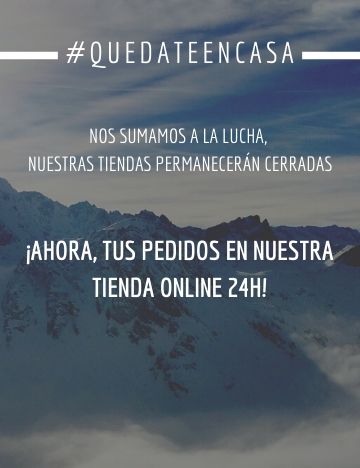 #QUEDATEENCASA
NOS SUMAMOS A LA LUCHA,
NUESTRAS TIENDAS PERMANECERÁN CERRADAS
¡AHORA, TUS PEDIDOS EN NUESTRA
TIENDA ONLINE 24H!